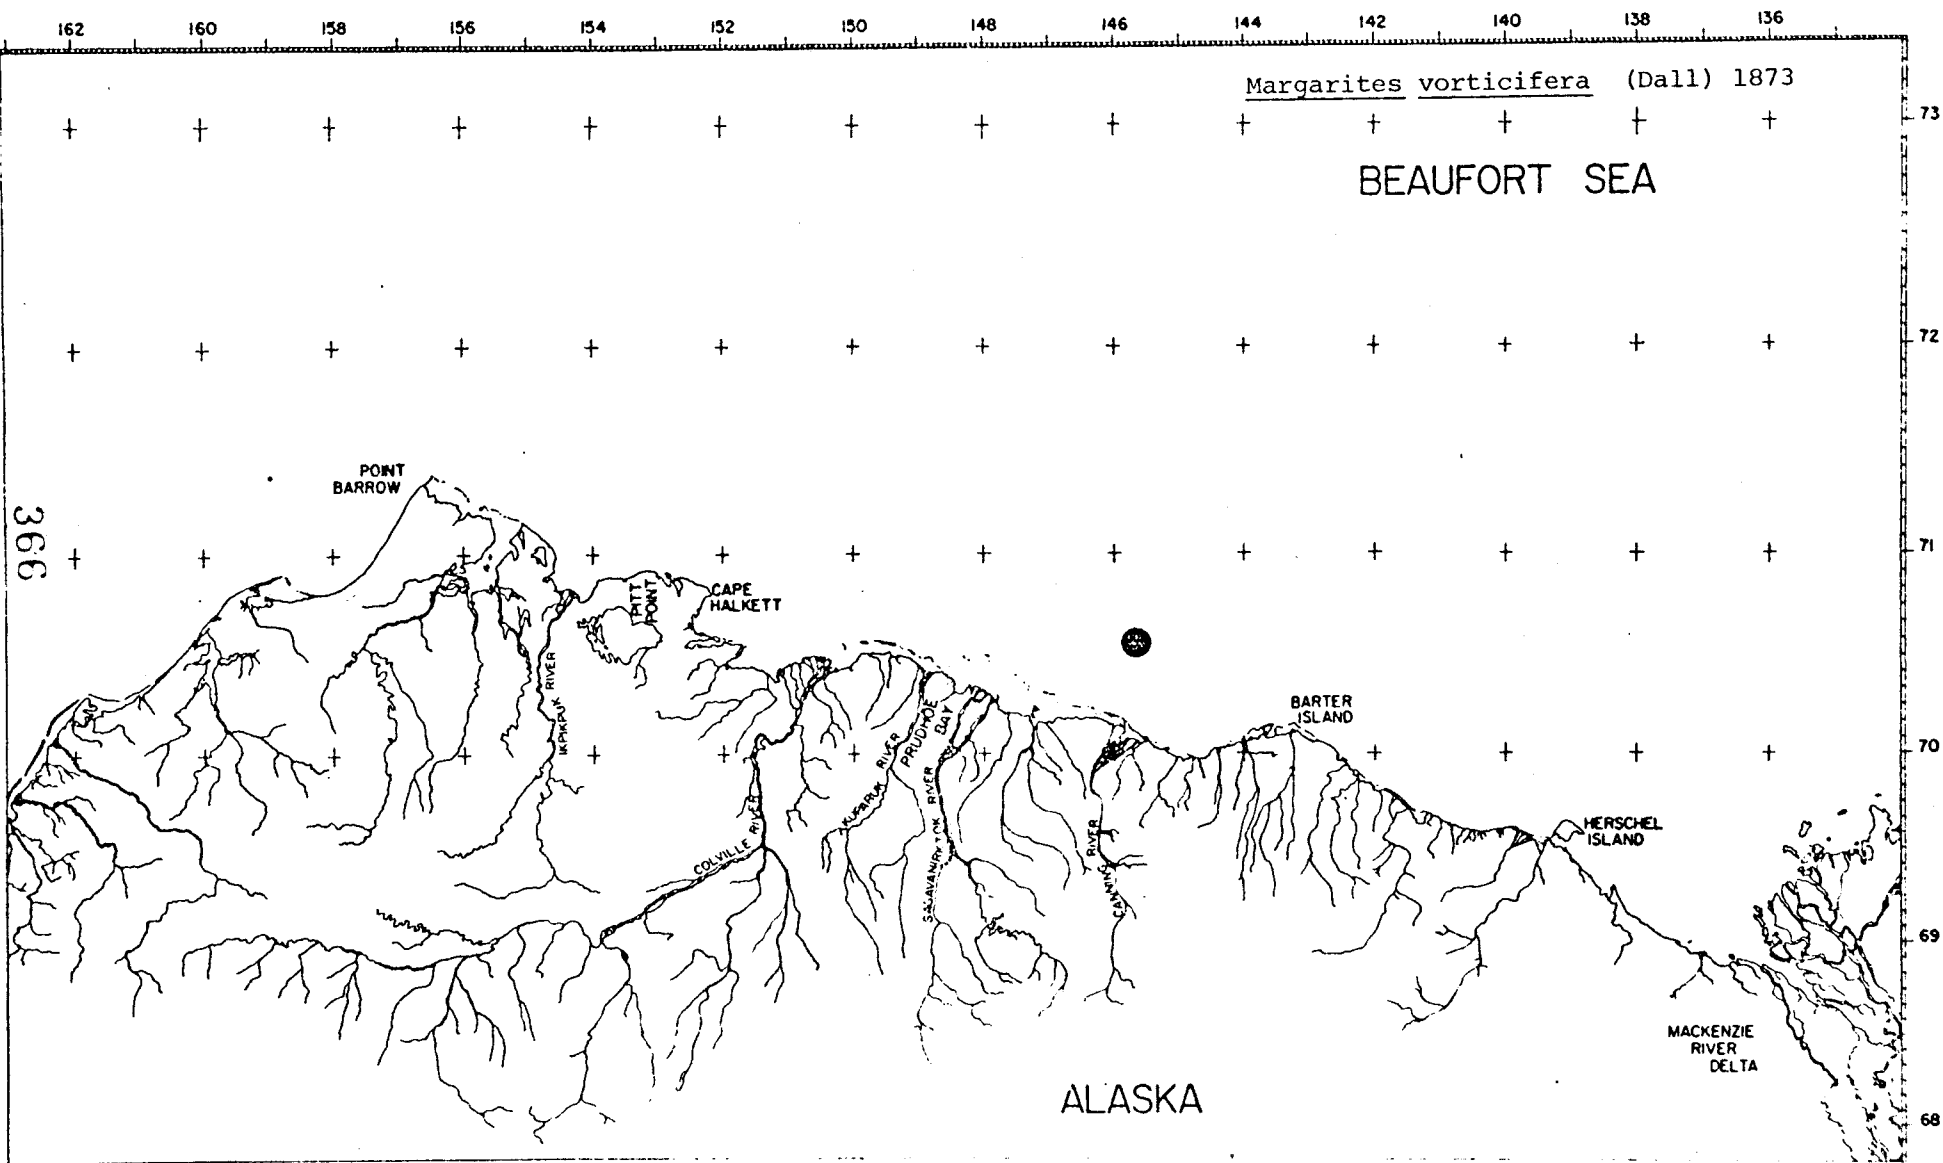 162 160 158 156 154 152 150 148 146 144 142 140 138 136
Margarites vorticifera (Dall) 1873
73
BEAUFORT SEA
72
POINT
BARROW
366
71
PITT
POINT
CAPE
HALKETT
IKPIKPUK RIVER
BARTER
ISLAND
PRUDHOE
BAY
70
KUPARUK RIVER
COLVILLE RIVER
SAGAVANIRKTOK RIVER
CANNING RIVER
HERSCHEL
ISLAND
69
MACKENZIE
RIVER
DELTA
ALASKA
68